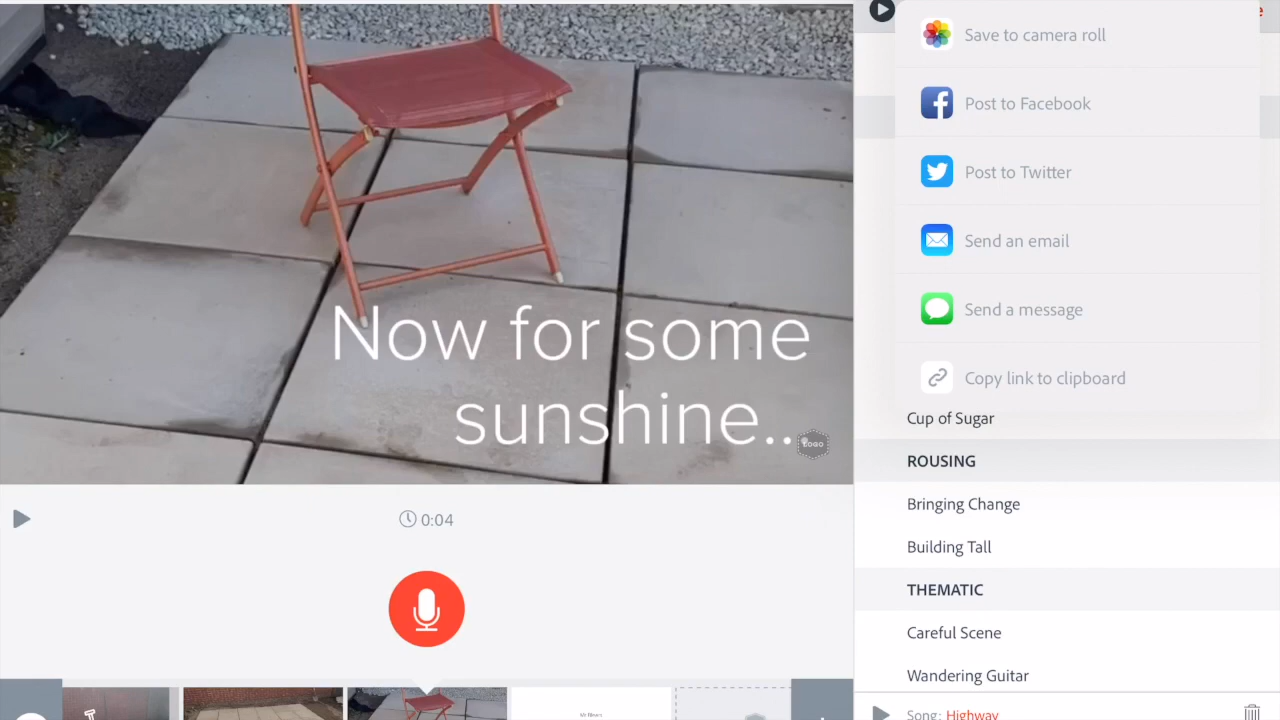 Now for some
sunshine...
LOGO
0:04
Save to camera roll
Post to Facebook
Post to Twitter
Send an email
Send a message
Copy link to clipboard
Cup of Sugar
ROUSING
Bringing Change
Building Tall
THEMATIC
Careful Scene
Wandering Guitar
Song: Highway